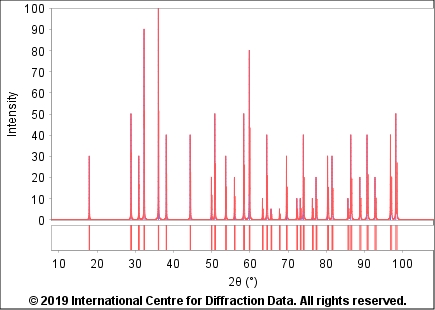 100
90
80
70
60
50
40
30
20
10
0
Intensity
10 20 30 40 50 60 70 80 90 100
2θ (°)
© 2019 International Centre for Diffraction Data. All rights reserved.